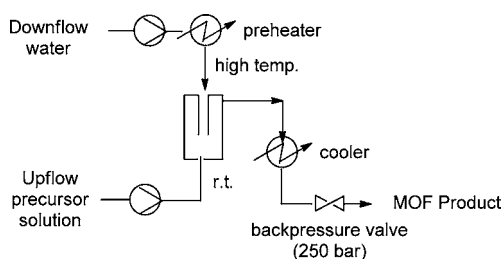 Downflow
water
preheater
high temp.
cooler
r.t.
Upflow
precursor
solution
MOF Product
backpressure valve
(250 bar)